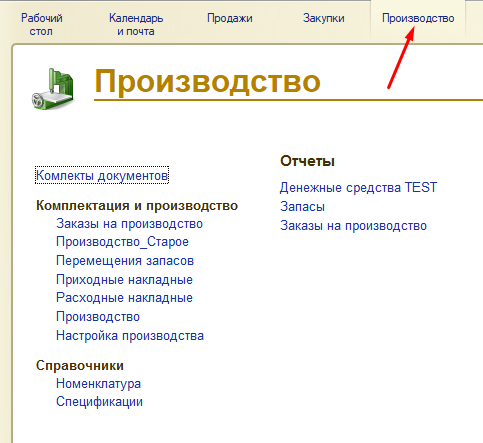 Рабочий
стол
Календарь
и почта
Продажи
Закупки
Производство
Производство
Комлекты документов
Комплектация и производство
Заказы на производство
Производство_Старое
Перемещения запасов
Приходные накладные
Расходные накладные
Производство
Настройка производства
Справочники
Номенклатура
Спецификации
Отчеты
Денежные средства TEST
Запасы
Заказы на производство